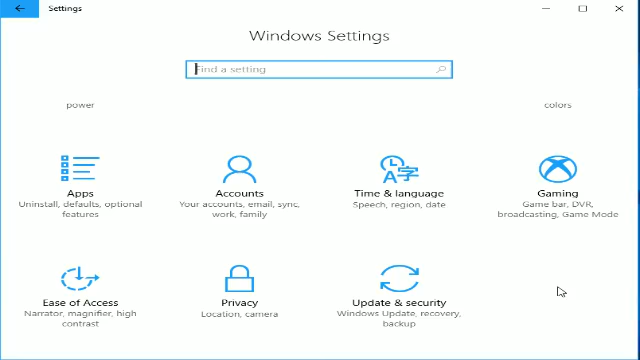 Settings
Windows Settings
Find a setting
power
colors
Apps
Uninstall, defaults, optional
features
Accounts
Your accounts, email, sync,
work, family
Time & language
Speech, region, date
Gaming
Game bar, DVR,
broadcasting, Game Mode
Ease of Access
Narrator, magnifier, high
contrast
Privacy
Location, camera
Update & security
Windows Update, recovery,
backup